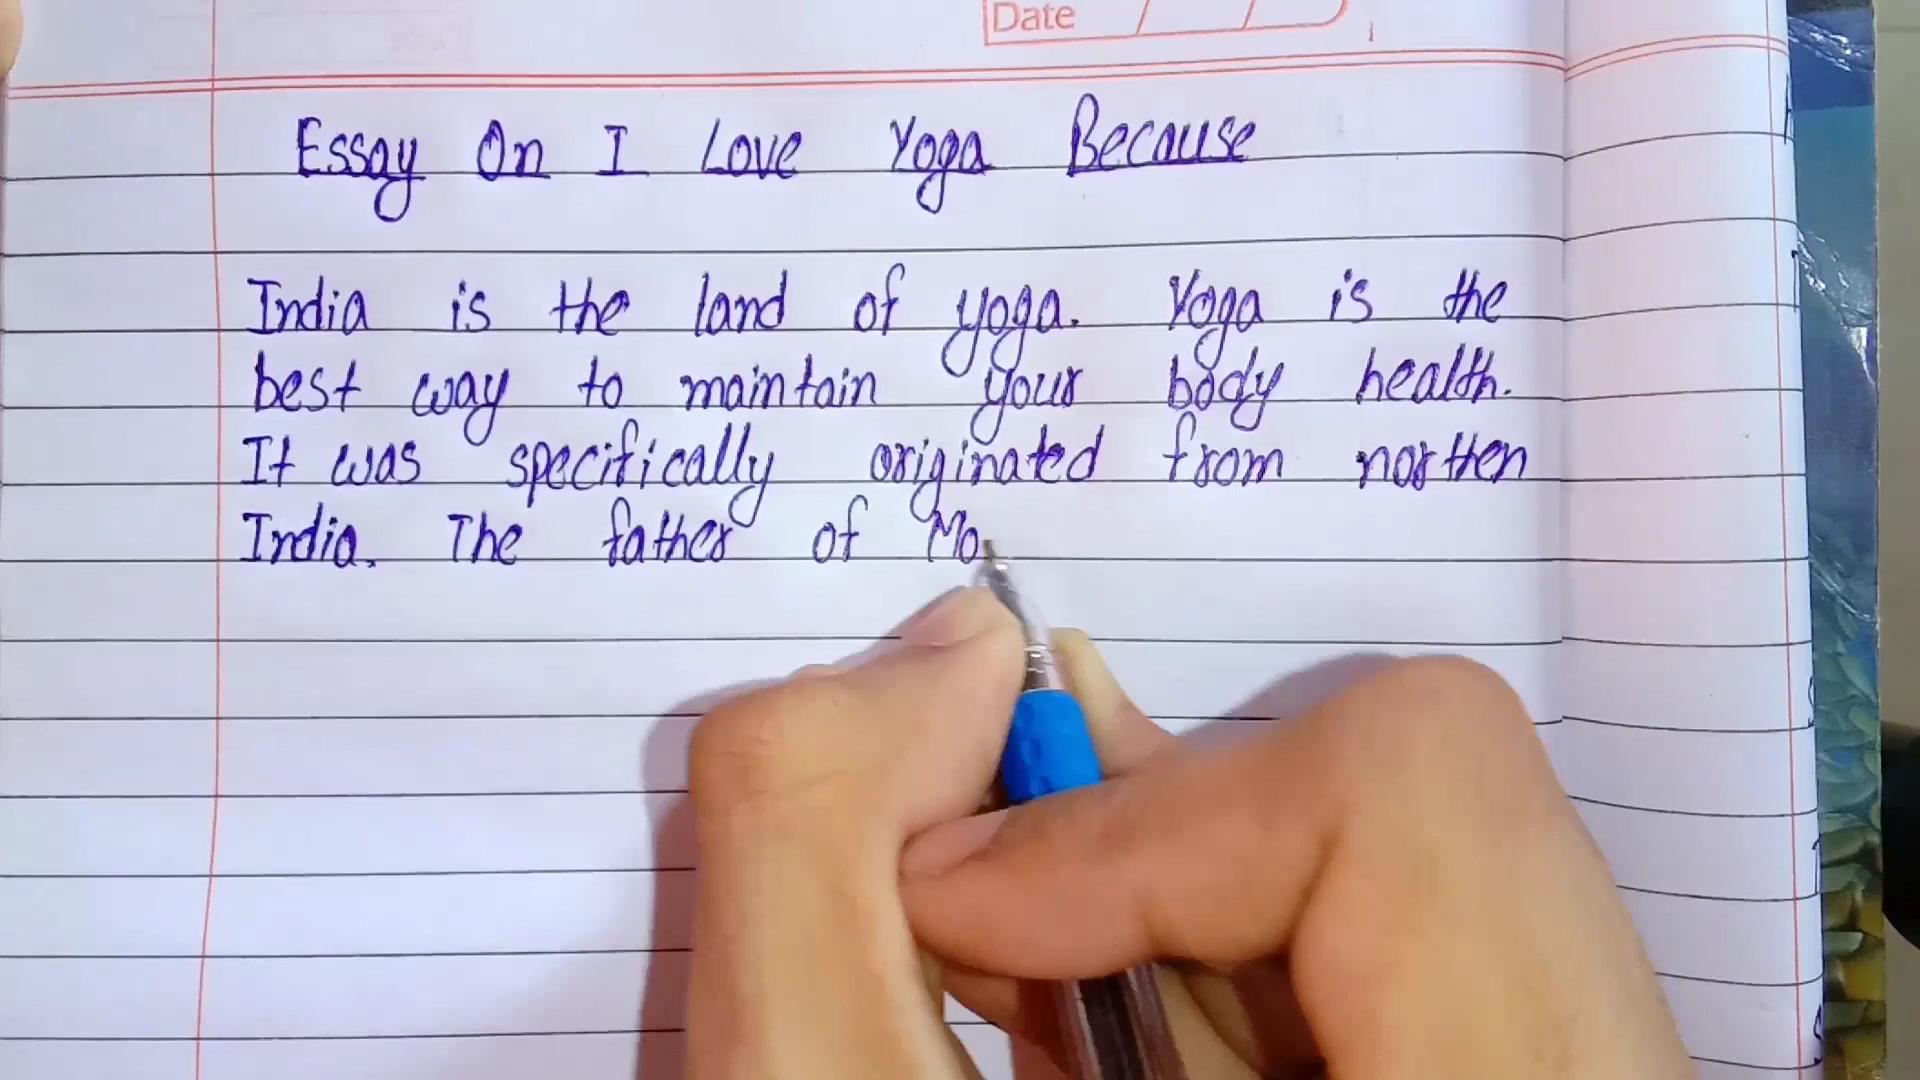 Date / /
Essay On I Love Yoga Because
India is the land of yoga. Yoga is the
best way to maintain your body health.
It was specifically originated from northen
India. The father of Mo